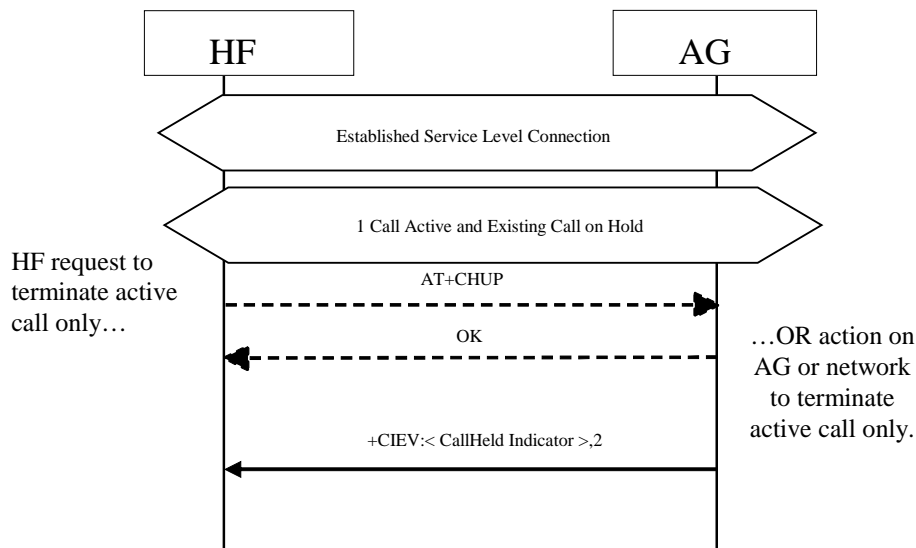 HF
AG
Established Service Level Connection
1 Call Active and Existing Call on Hold
HF request to
terminate active
call only…
AT+CHUP
OK
…OR action on
AG or network
to terminate
active call only.
+CIEV:< CallHeld Indicator >,2